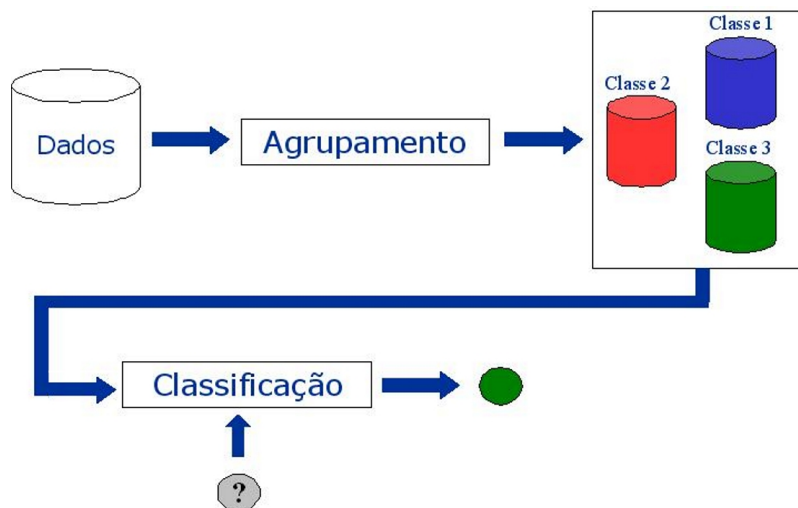 Classe 1
Classe 2
Dados
Agrupamento
Classe 3
Classificação
?